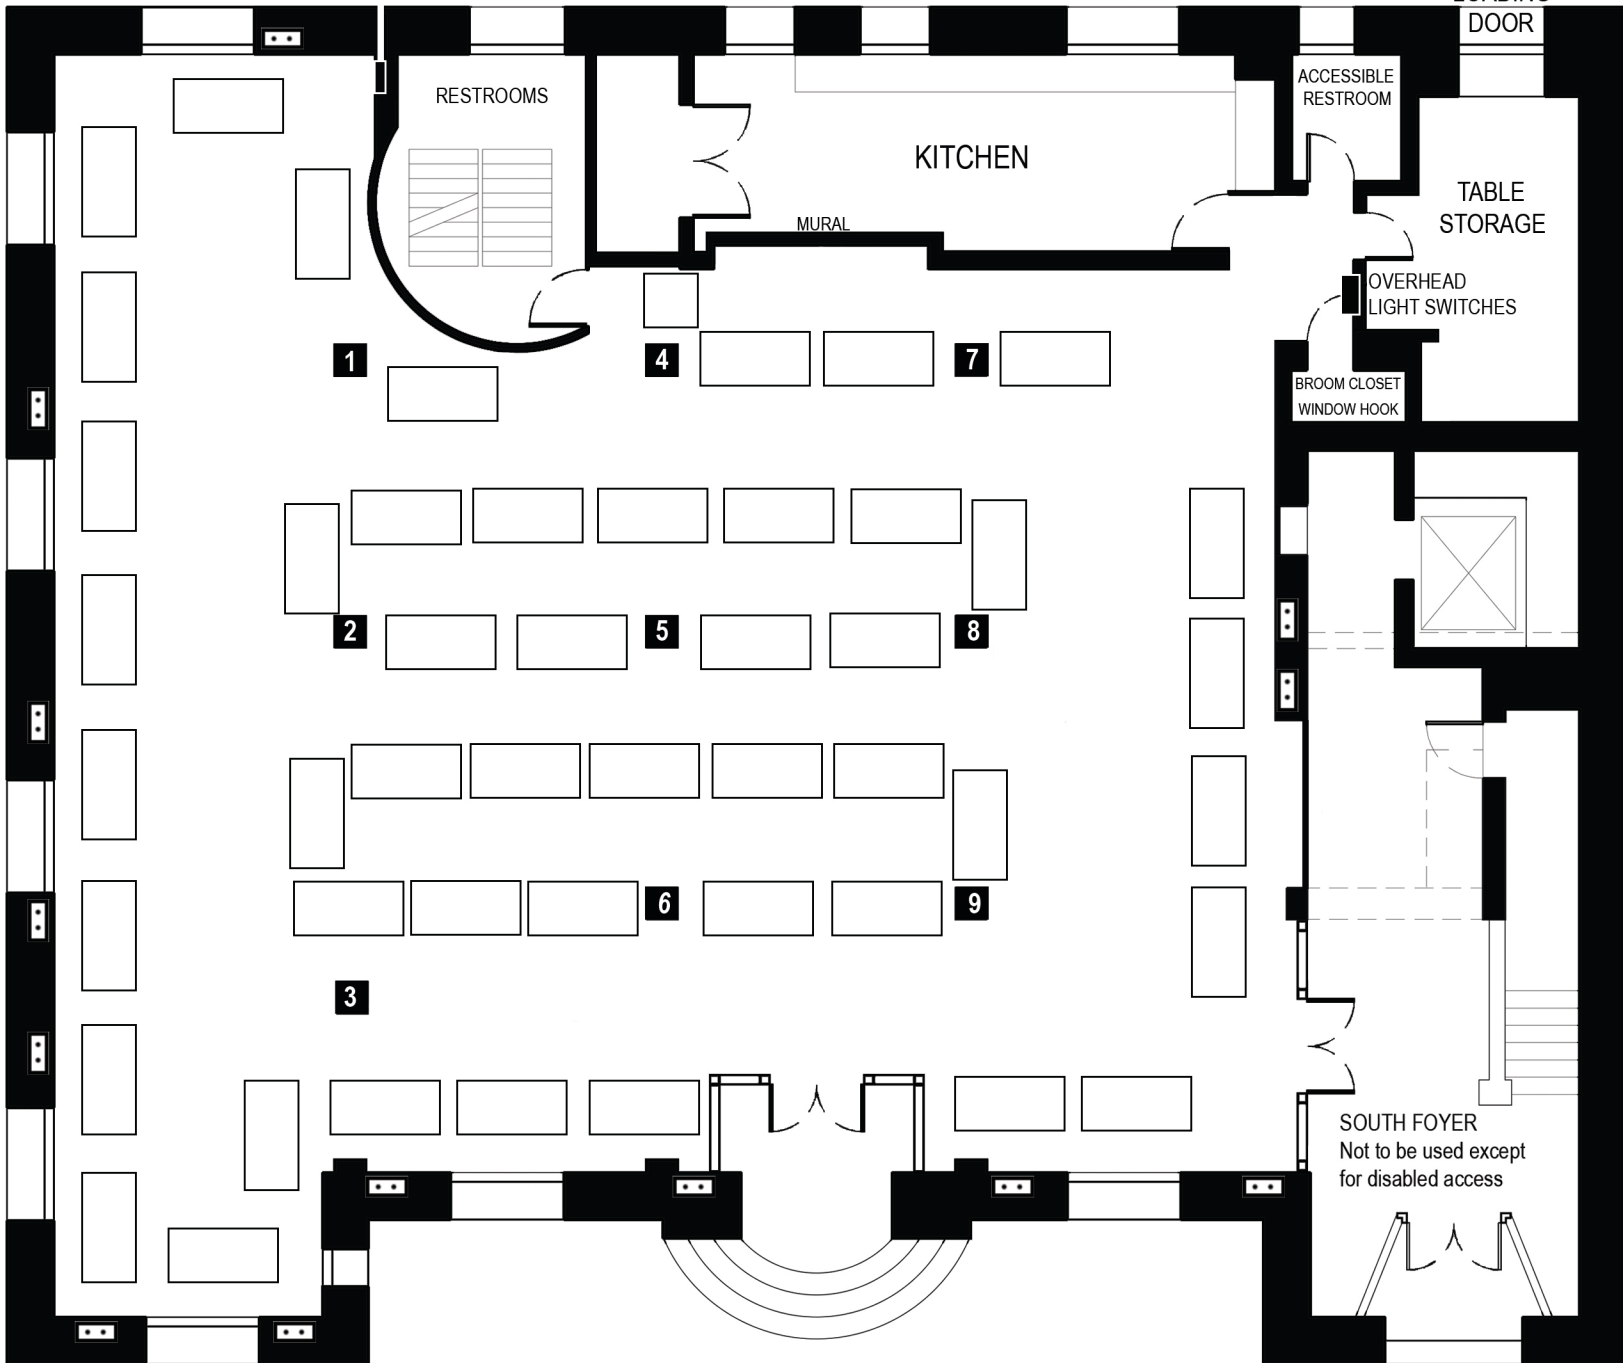 LOADING
DOOR
RESTROOMS
ACCESSIBLE
RESTROOM
KITCHEN
TABLE
STORAGE
MURAL
OVERHEAD
LIGHT SWITCHES
1
4
7
BROOM CLOSET
WINDOW HOOK
2
5
8
6
9
3
SOUTH FOYER
Not to be used except
for disabled access